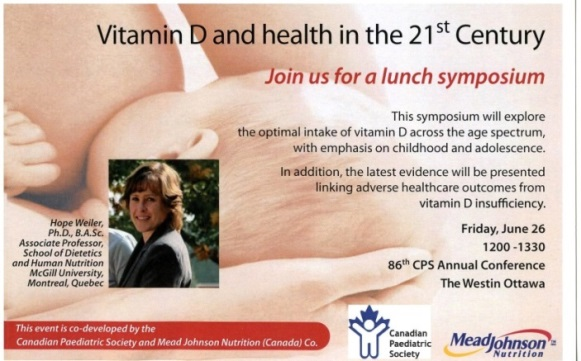 Vitamin D and health in the 21st Century
Join us for a lunch symposium
This symposium will explore
the optimal intake of vitamin D across the age spectrum,
with emphasis on childhood and adolescence.
In addition, the latest evidence will be presented
linking adverse healthcare outcomes from
vitamin D insufficiency.
Hope Weiler,
Ph.D., B.A.Sc.
Associate Professor,
School of Dietetics
and Human Nutrition
McGill University,
Montreal, Quebec
Friday, June 26
1200 -1330
86th CPS Annual Conference
The Westin Ottawa
This event is co-developed by the
Canadian Paediatric Society and Mead Johnson Nutrition (Canada) Co.
Canadian
Paediatric
Society
MeadJohnson
Nutrition